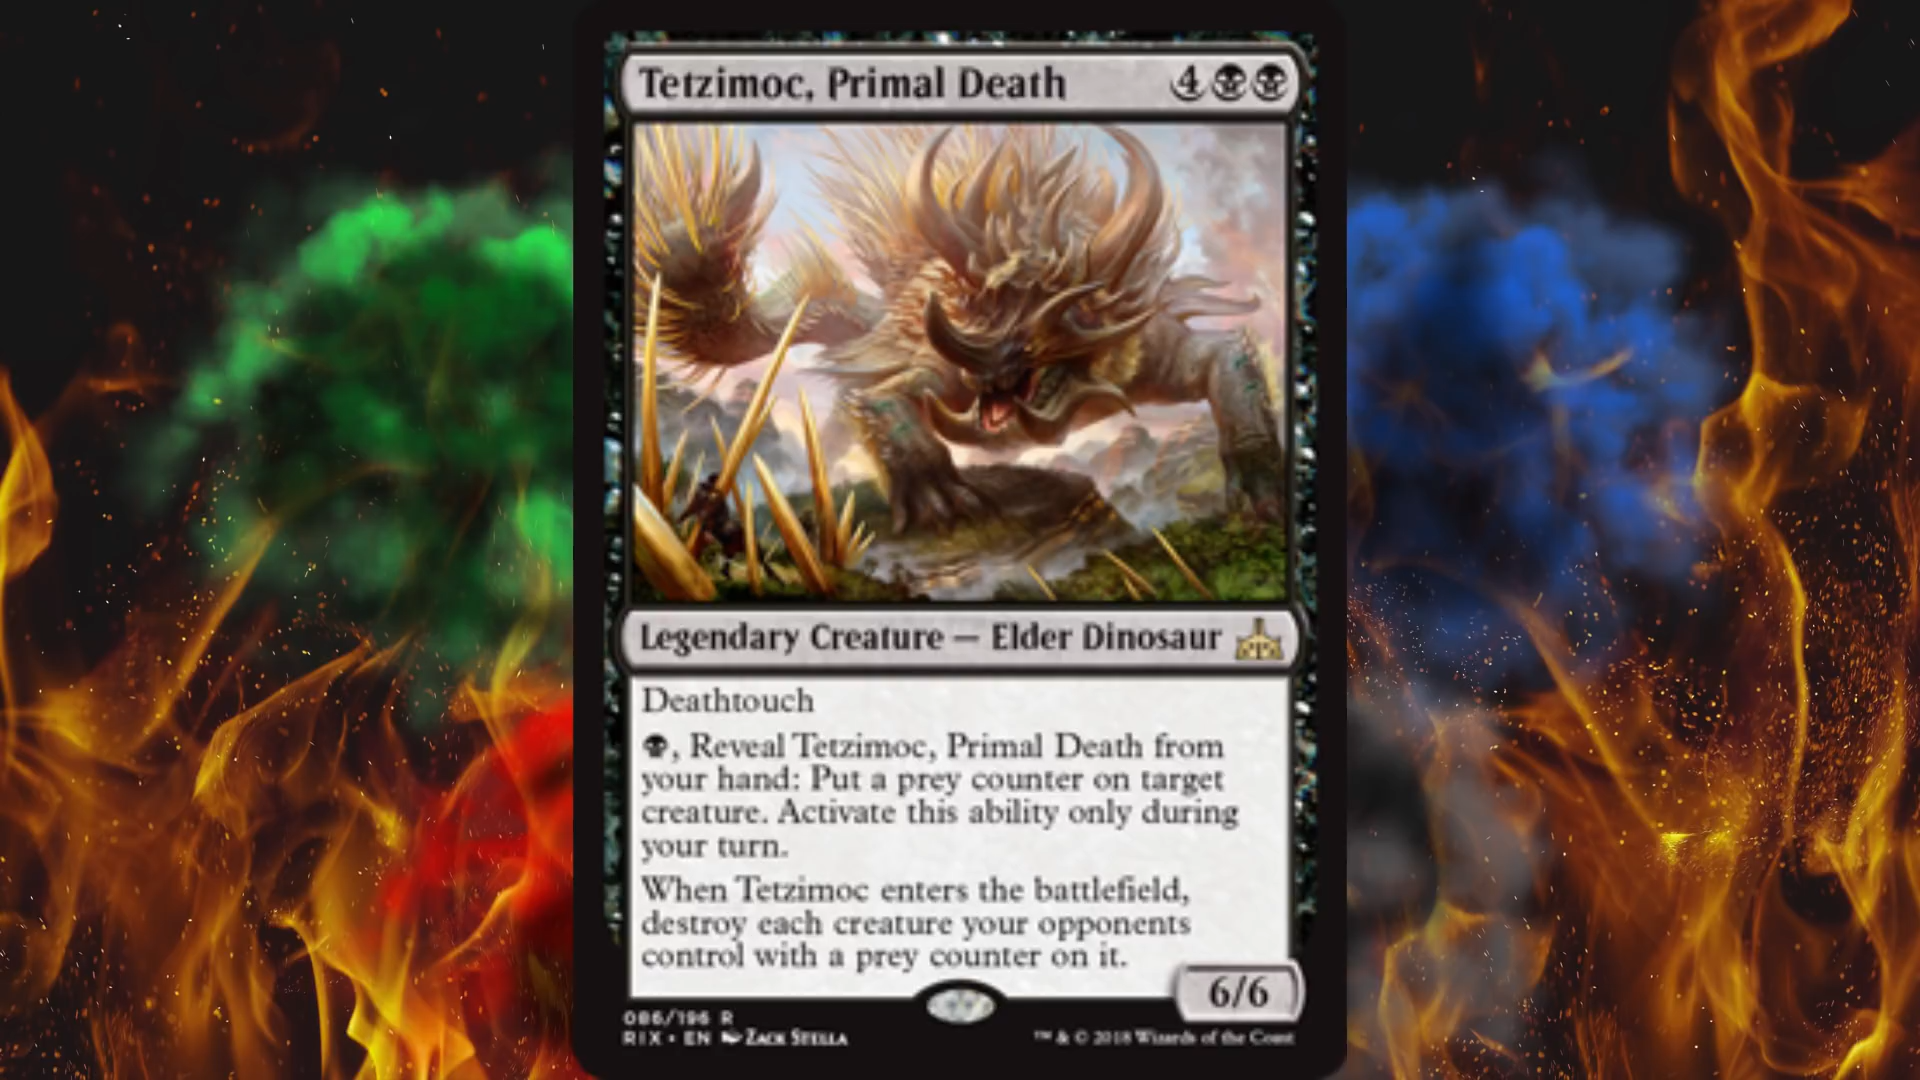 Tetzimoc, Primal Death 4
Legendary Creature — Elder Dinosaur
Deathtouch
, Reveal Tetzimoc, Primal Death from
your hand: Put a prey counter on target
creature. Activate this ability only during
your turn.
When Tetzimoc enters the battlefield,
destroy each creature your opponents
control with a prey counter on it.
6/6
086/196 R
RIX • EN Zack Stella
™ & © 2018 Wizards of the Coast